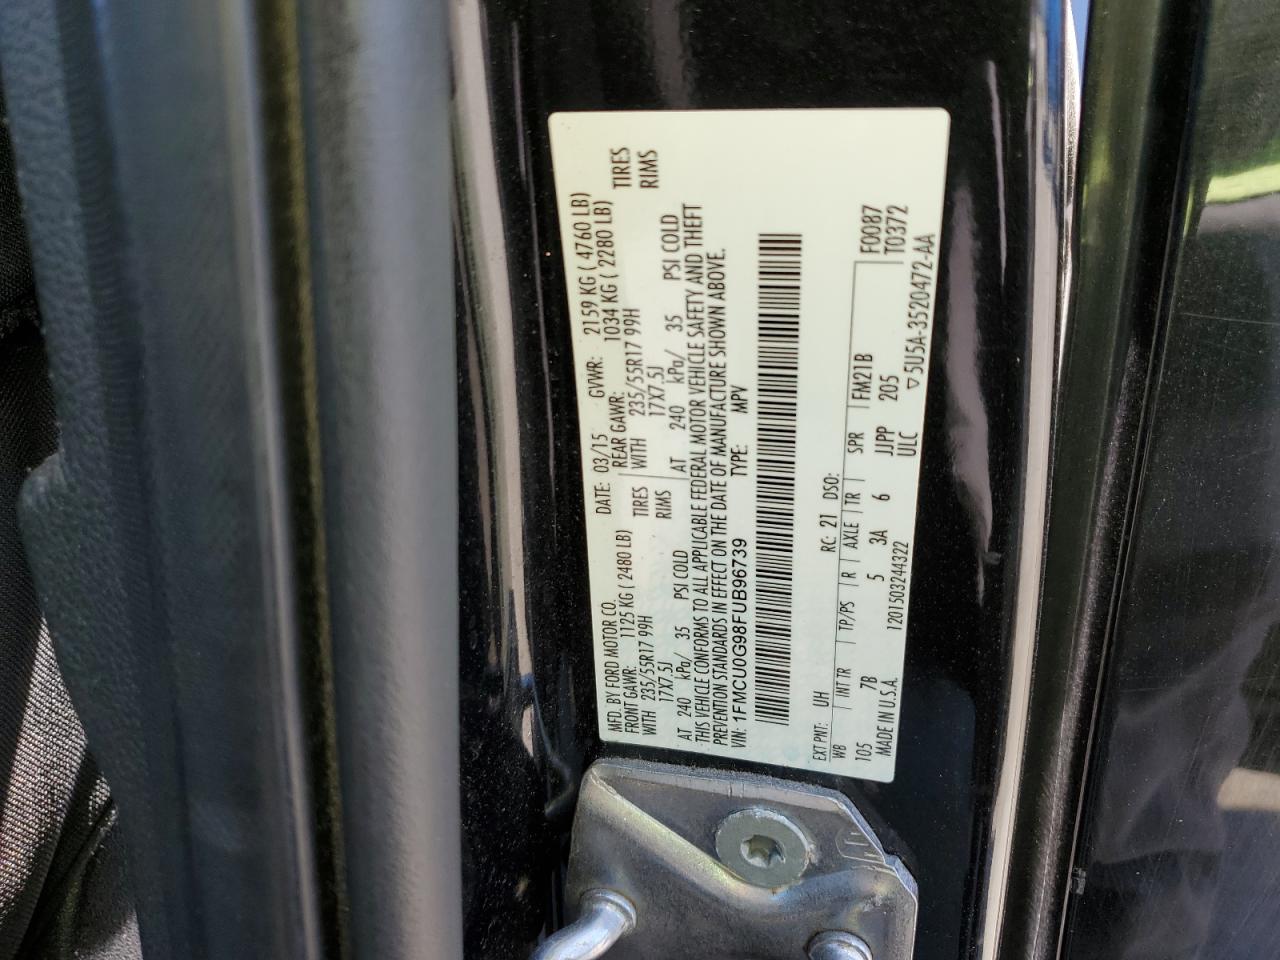 MFD. BY FORD MOTOR CO.
DATE: 03/15 GVWR: 2159 KG ( 4760 LB)
FRONT GAWR: 1125 KG ( 2480 LB) REAR GAWR: 1034 KG ( 2280 LB)
WITH 235/55R17 99H TIRES WITH 235/55R17 99H TIRES
17X7.5J RIMS 17X7.5J RIMS
AT 240 kPa/ 35 PSI COLD AT 240 kPa/ 35 PSI COLD
THIS VEHICLE CONFORMS TO ALL APPLICABLE FEDERAL MOTOR VEHICLE SAFETY AND THEFT
PREVENTION STANDARDS IN EFFECT ON THE DATE OF MANUFACTURE SHOWN ABOVE.
VIN: 1FMCU0G98FUB96739 TYPE: MPV
EXT PNT: UH RC: 21 DSO:
WB INT TR TP/PS R AXLE TR SPR FM21B F0087
105 7B 5 3A 6 JJPP 205 T0372
MADE IN U.S.A. 1201503244322 ULC ▽5U5A-3520472-AA